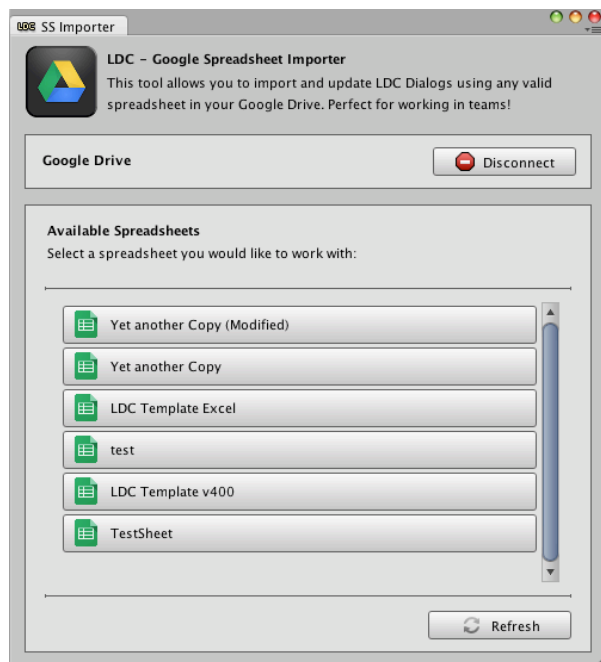 LDC SS Importer
LDC - Google Spreadsheet Importer
This tool allows you to import and update LDC Dialogs using any valid
spreadsheet in your Google Drive. Perfect for working in teams!
Google Drive
Disconnect
Available Spreadsheets
Select a spreadsheet you would like to work with:
Yet another Copy (Modified)
Yet another Copy
LDC Template Excel
test
LDC Template v400
TestSheet
Refresh